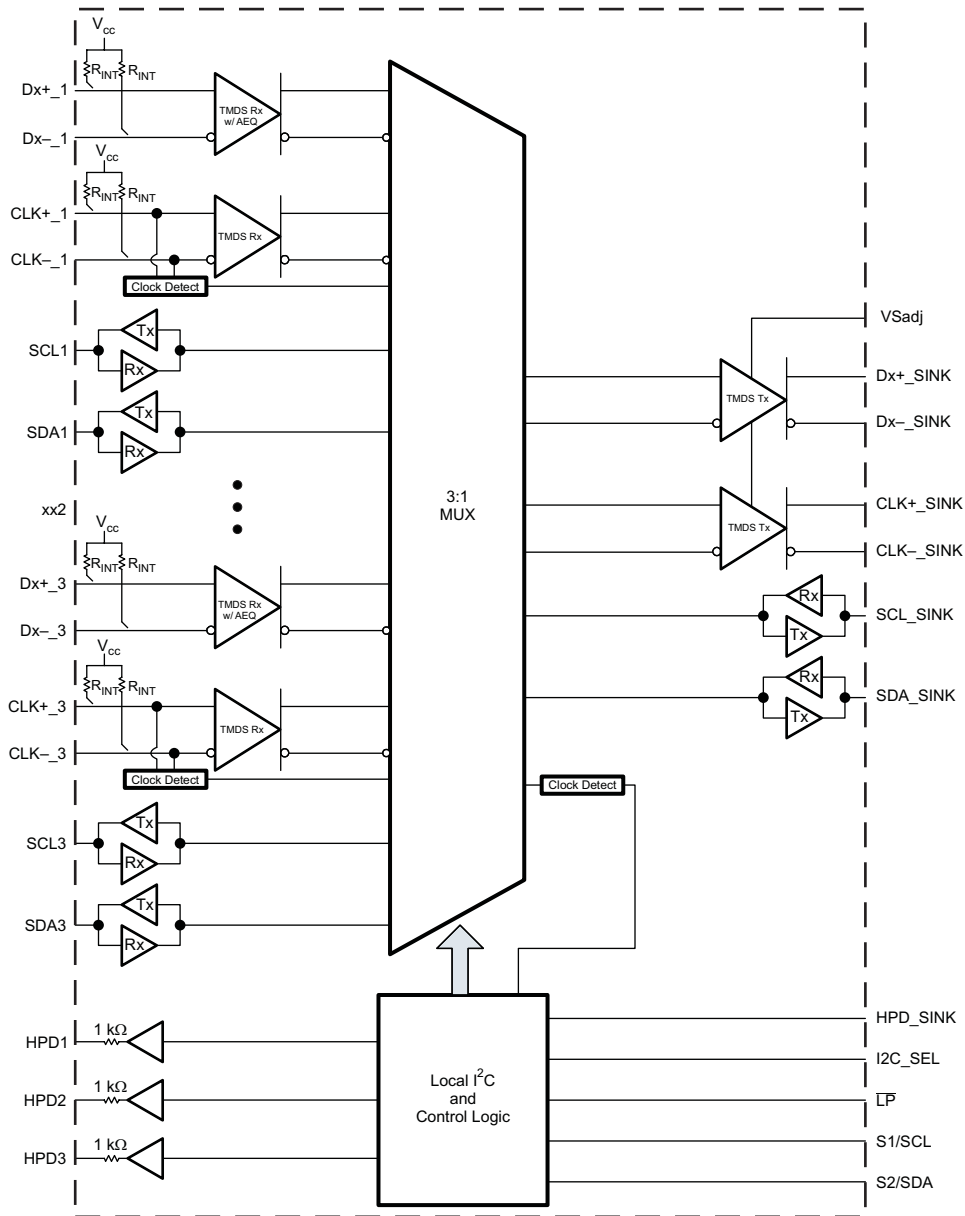 Vcc
RINT RINT
Dx+_1
TMDS Rx
w/ AEQ
Dx–_1
Vcc
RINT RINT
CLK+_1
TMDS Rx
CLK–_1
Clock Detect
Tx
SCL1
Rx
Tx
SDA1
Rx
xx2
Vcc
RINT RINT
Dx+_3
TMDS Rx
w/ AEQ
Dx–_3
Vcc
RINT RINT
CLK+_3
TMDS Rx
CLK–_3
Clock Detect
Tx
SCL3
Rx
Tx
SDA3
Rx
3:1
MUX
VSadj
Dx+_SINK
TMDS Tx
Dx–_SINK
CLK+_SINK
TMDS Tx
CLK–_SINK
Rx
SCL_SINK
Tx
Rx
SDA_SINK
Tx
Clock Detect
HPD1
1 kΩ
HPD2
1 kΩ
HPD3
1 kΩ
Local I²C
and
Control Logic
HPD_SINK
I2C_SEL
L̅P̅
S1/SCL
S2/SDA